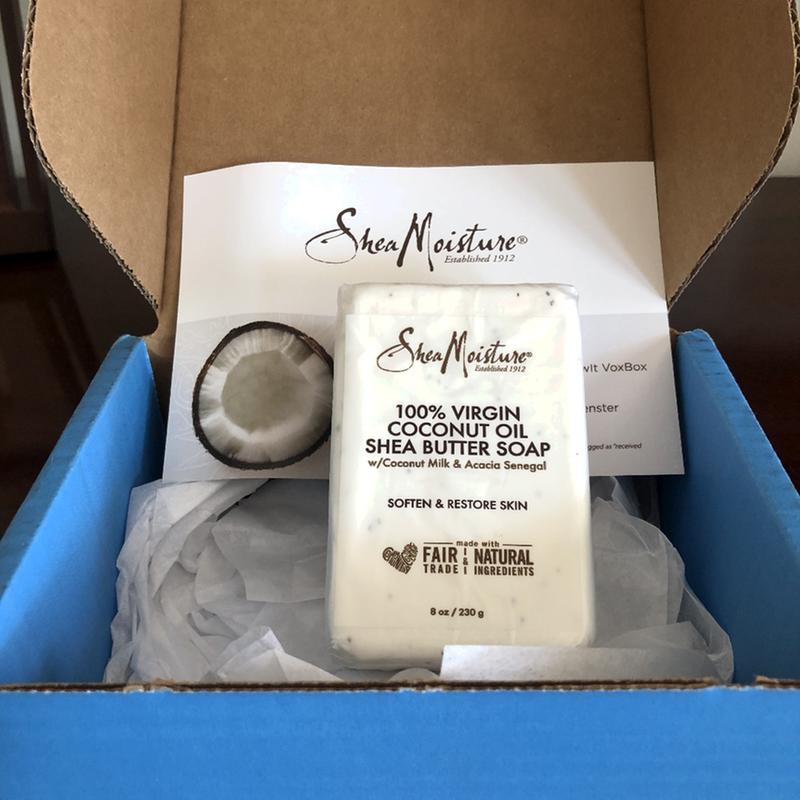 SheaMoisture®
Established 1912
wIt VoxBox
enster
gged as "received
SheaMoisture®
Established 1912
100% VIRGIN
COCONUT OIL
SHEA BUTTER SOAP
w/Coconut Milk & Acacia Senegal
SOFTEN & RESTORE SKIN
made with
FAIR & NATURAL
TRADE INGREDIENTS
8 oz / 230 g